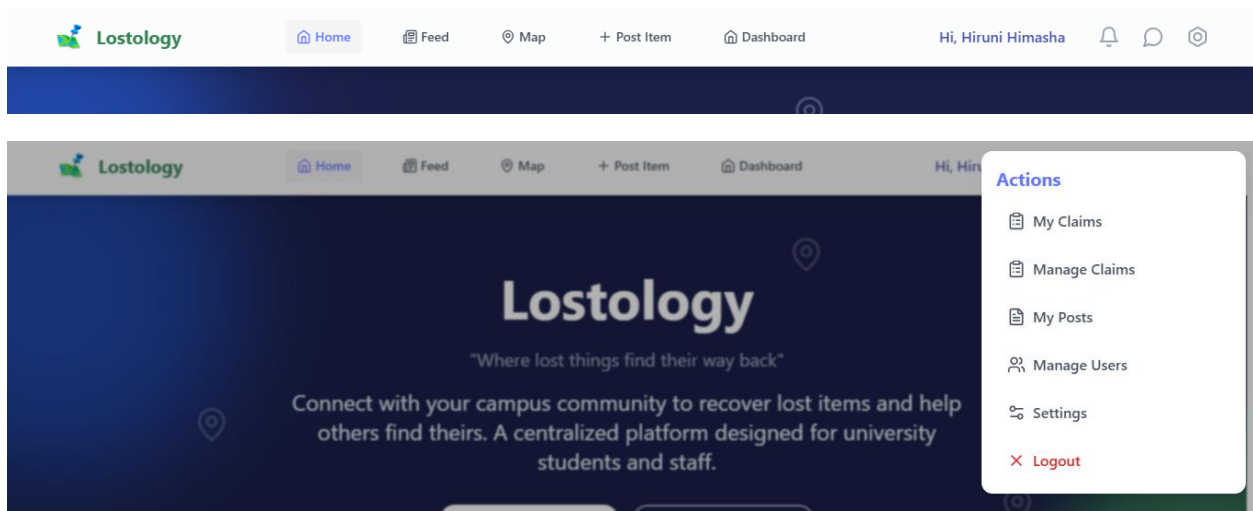 Lostology Home Feed Map + Post Item Dashboard Hi, Hiruni Himasha
Lostology Home Feed Map + Post Item Dashboard Hi, Hiru
Actions
My Claims
Manage Claims
My Posts
Manage Users
Settings
Logout
Lostology
"Where lost things find their way back"
Connect with your campus community to recover lost items and help
others find theirs. A centralized platform designed for university
students and staff.